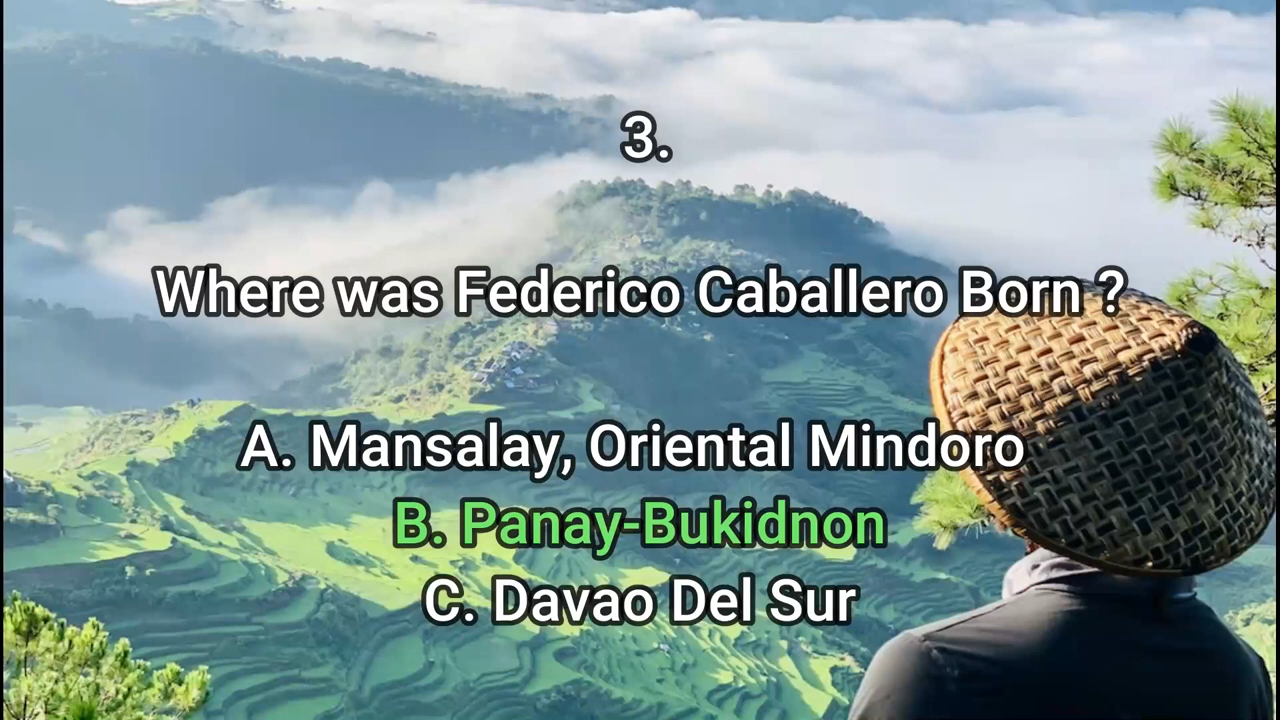 3.
Where was Federico Caballero Born ?
A. Mansalay, Oriental Mindoro
B. Panay-Bukidnon
C. Davao Del Sur